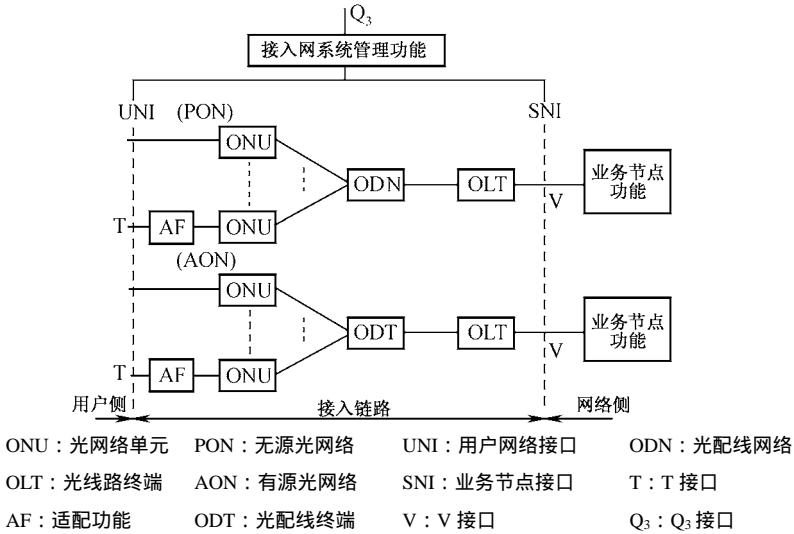 Q₃
接入网系统管理功能
UNI (PON) SNI
ONU
ODN OLT 业务节点
功能
V
T AF ONU
(AON)
ONU
ODT OLT 业务节点
功能
V
T AF ONU
用户侧 接入链路 网络侧
ONU：光网络单元 PON：无源光网络 UNI：用户网络接口 ODN：光配线网络
OLT：光线路终端 AON：有源光网络 SNI：业务节点接口 T：T 接口
AF：适配功能 ODT：光配线终端 V：V 接口 Q₃：Q₃ 接口